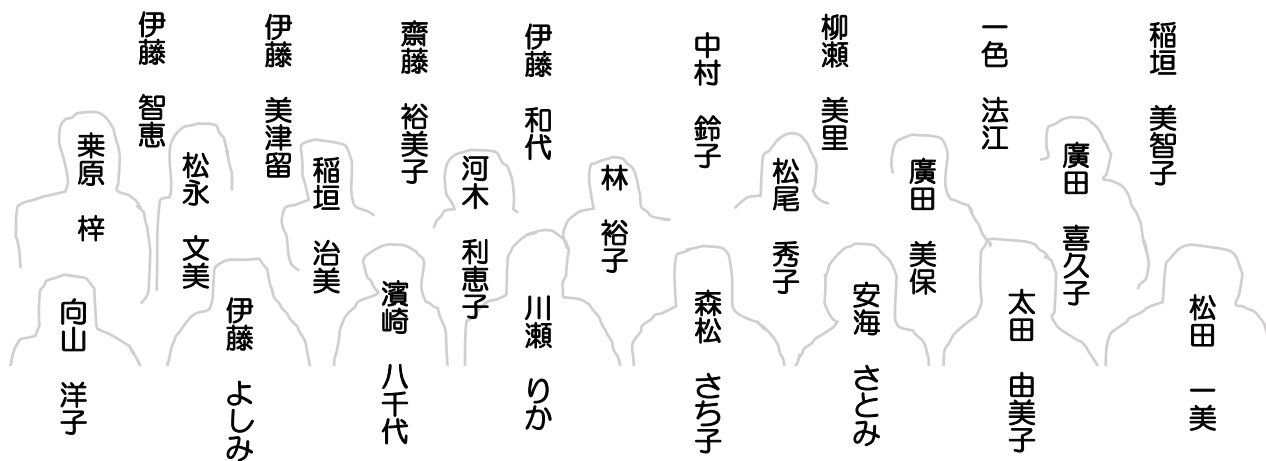 伊藤 智恵
伊藤 美津留
齋藤 裕美子
伊藤 和代
中村 鈴子
柳瀬 美里
一色 法江
稲垣 美智子
桒原 梓
松永 文美
稲垣 治美
河木 利恵子
林 裕子
松尾 秀子
廣田 美保
廣田 喜久子
向山 洋子
伊藤 よしみ
濱崎 八千代
川瀬 りか
森松 さち子
安海 さとみ
太田 由美子
松田 一美